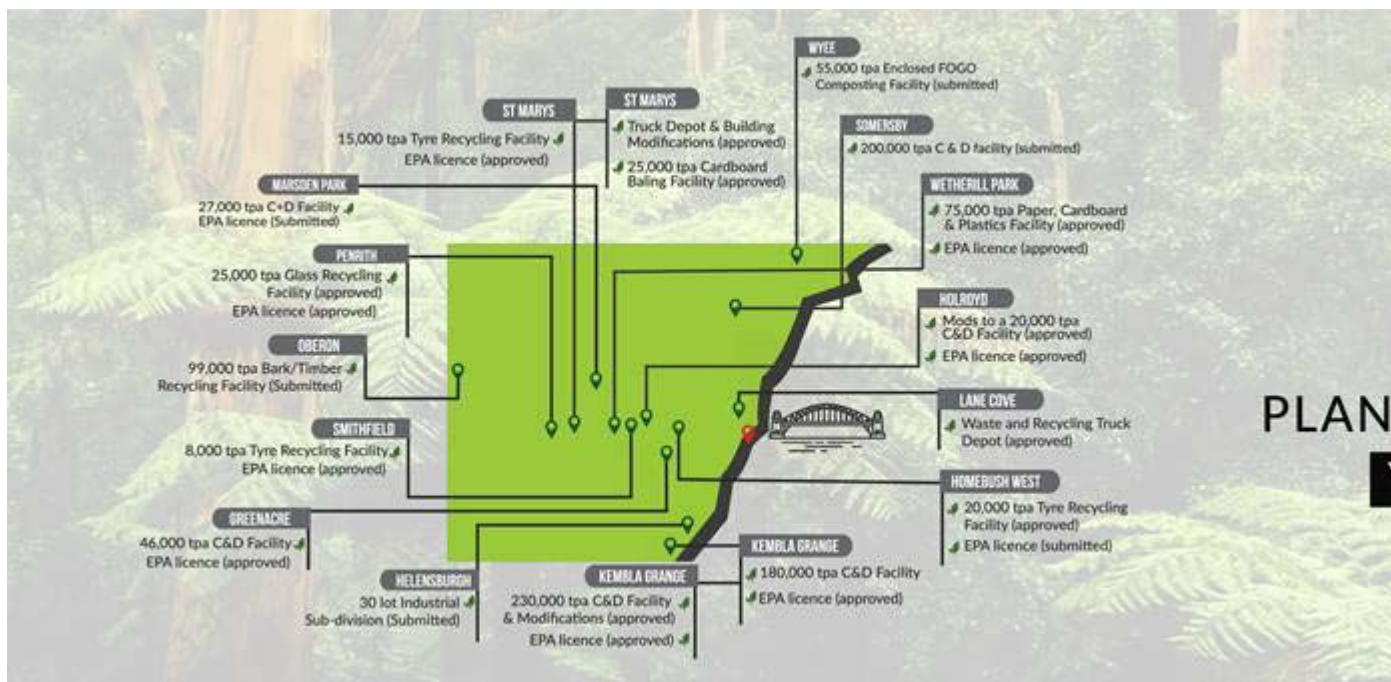 WYEE
55,000 tpa Enclosed FOGO
Composting Facility (submitted)
ST MARYS
15,000 tpa Tyre Recycling Facility
EPA licence (approved)
ST MARYS
Truck Depot & Building
Modifications (approved)
25,000 tpa Cardboard
Baling Facility (approved)
SOMERSBY
200,000 tpa C & D facility (submitted)
MARSDEN PARK
27,000 tpa C+D Facility
EPA licence (Submitted)
WETHERILL PARK
75,000 tpa Paper, Cardboard
& Plastics Facility (approved)
EPA licence (approved)
PENRITH
25,000 tpa Glass Recycling
Facility (approved)
EPA licence (approved)
HOLROYD
Mods to a 20,000 tpa
C&D Facility (approved)
EPA licence (approved)
OBERON
99,000 tpa Bark/Timber
Recycling Facility (Submitted)
LANE COVE
Waste and Recycling Truck
Depot (approved)
PLAN
SMITHFIELD
8,000 tpa Tyre Recycling Facility
EPA licence (approved)
HOMEBUSH WEST
20,000 tpa Tyre Recycling
Facility (approved)
EPA licence (submitted)
GREENACRE
46,000 tpa C&D Facility
EPA licence (approved)
KEMBLA GRANGE
180,000 tpa C&D Facility
EPA licence (approved)
HELENSBURGH
30 lot Industrial
Sub-division (Submitted)
KEMBLA GRANGE
230,000 tpa C&D Facility
& Modifications (approved)
EPA licence (approved)